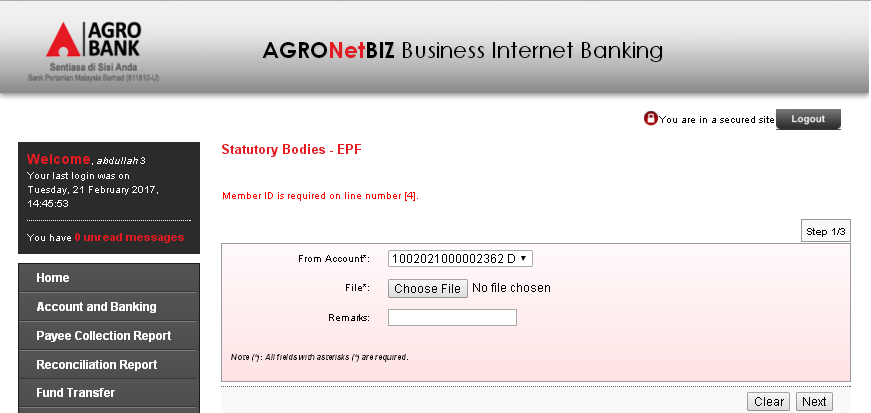 AGRO
BANK
Sentiasa di Sisi Anda
Bank Pertanian Malaysia Berhad (811810-U)
AGRONetBIZ Business Internet Banking
You are in a secured site
Logout
Welcome, abdullah3
Your last login was on
Tuesday, 21 February 2017,
14:45:53
You have 0 unread messages
Home
Account and Banking
Payee Collection Report
Reconciliation Report
Fund Transfer
Statutory Bodies - EPF
Member ID is required on line number [4].
Step 1/3
From Account*: 1002021000002362 D
File*: Choose File No file chosen
Remarks:
Note (*): All fields with asterisks (*) are required.
Clear Next